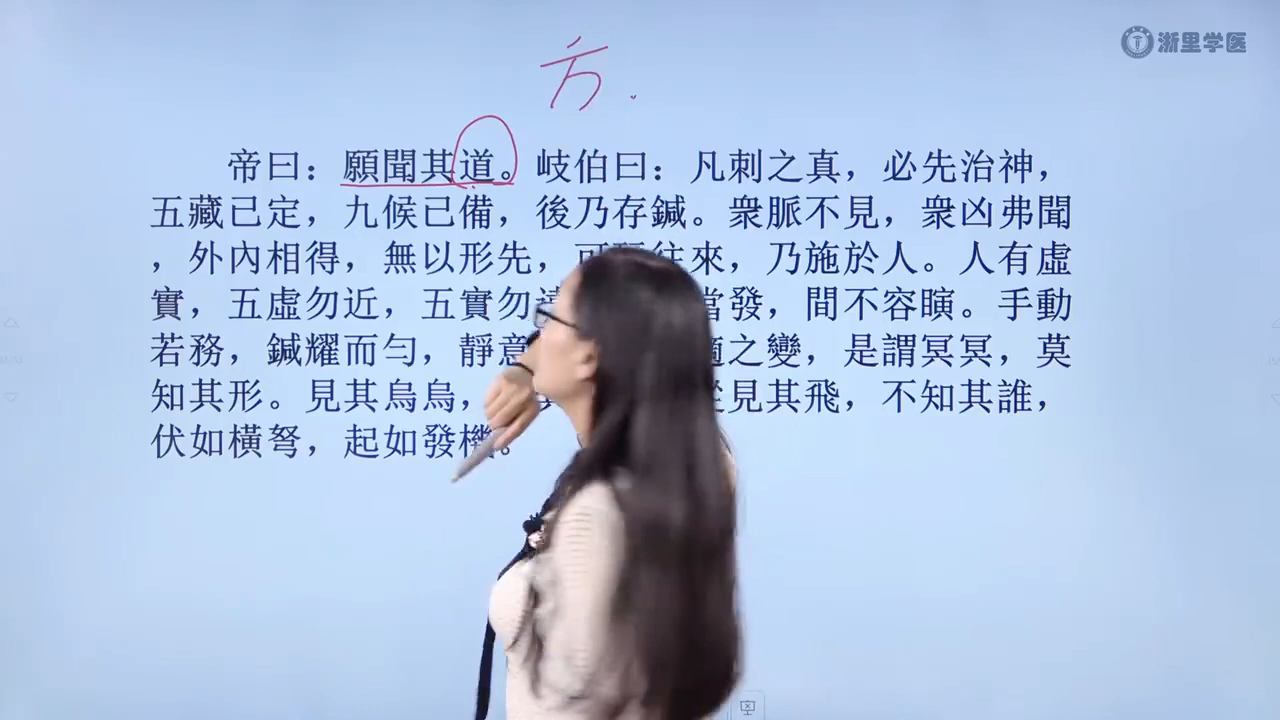 浙里学医
方.
帝曰：願聞其道。岐伯曰：凡刺之真，必先治神，
五藏已定，九候已備，後乃存鍼。衆脈不見，衆凶弗聞
，外內相得，無以形先，可 往來，乃施於人。人有虛
實，五虛勿近，五實勿 當發，間不容瞚。手動
若務，鍼耀而勻，靜意 之變，是謂冥冥，莫
知其形。見其烏烏， 見其飛，不知其誰，
伏如橫弩，起如發機。